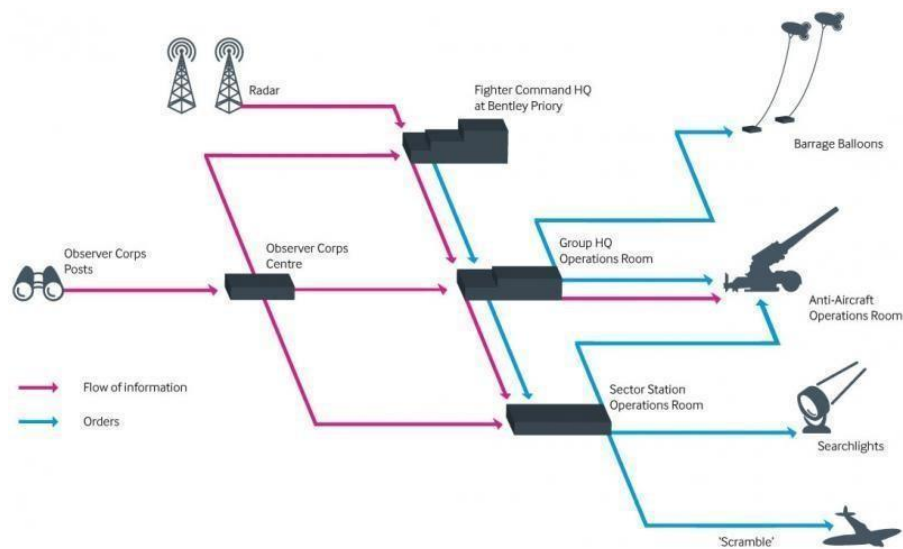 Radar
Fighter Command HQ
at Bentley Priory
Barrage Balloons
Observer Corps
Posts
Observer Corps
Centre
Group HQ
Operations Room
Anti-Aircraft
Operations Room
Flow of information
Orders
Sector Station
Operations Room
Searchlights
'Scramble'